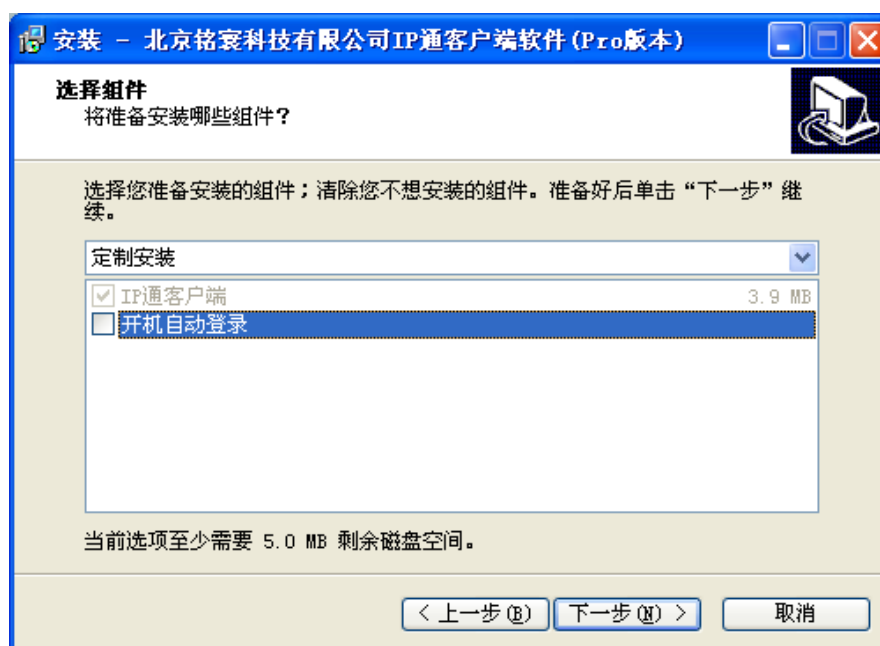 安装 - 北京铭寰科技有限公司IP通客户端软件(Pro版本)
选择组件
将准备安装哪些组件?
选择您准备安装的组件;清除您不想安装的组件。准备好后单击“下一步”继
续。
定制安装
IP通客户端 3.9 MB
开机自动登录
当前选项至少需要 5.0 MB 剩余磁盘空间。
< 上一步(B) 下一步(N) > 取消